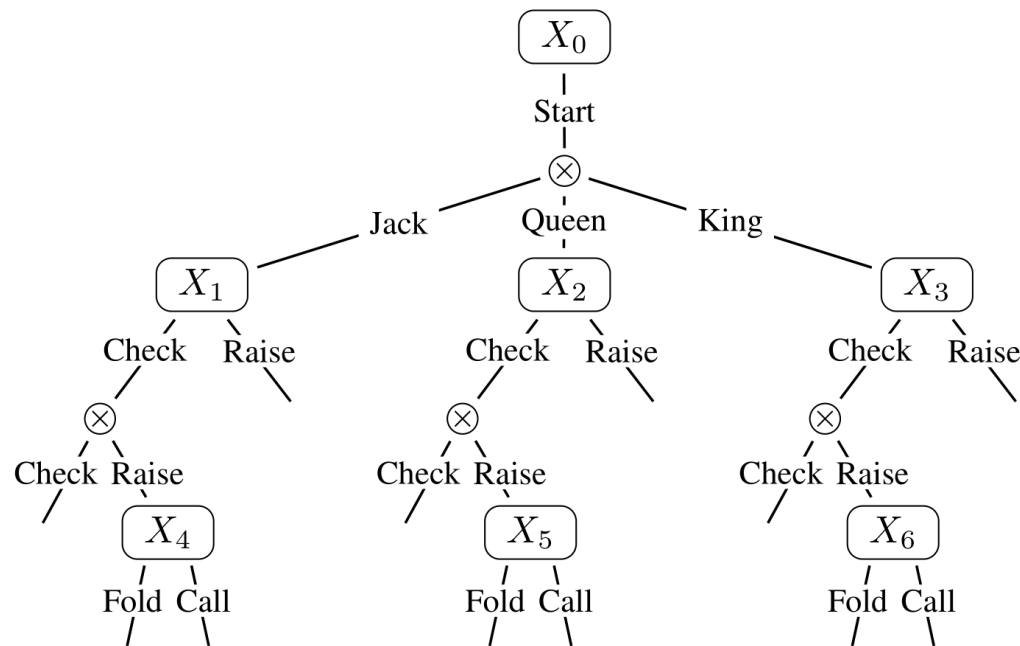 X₀
Start
⊗
Jack Queen King
X₁ X₂ X₃
Check Raise Check Raise Check Raise
⊗ ⊗ ⊗
Check Raise Check Raise Check Raise
X₄ X₅ X₆
Fold Call Fold Call Fold Call